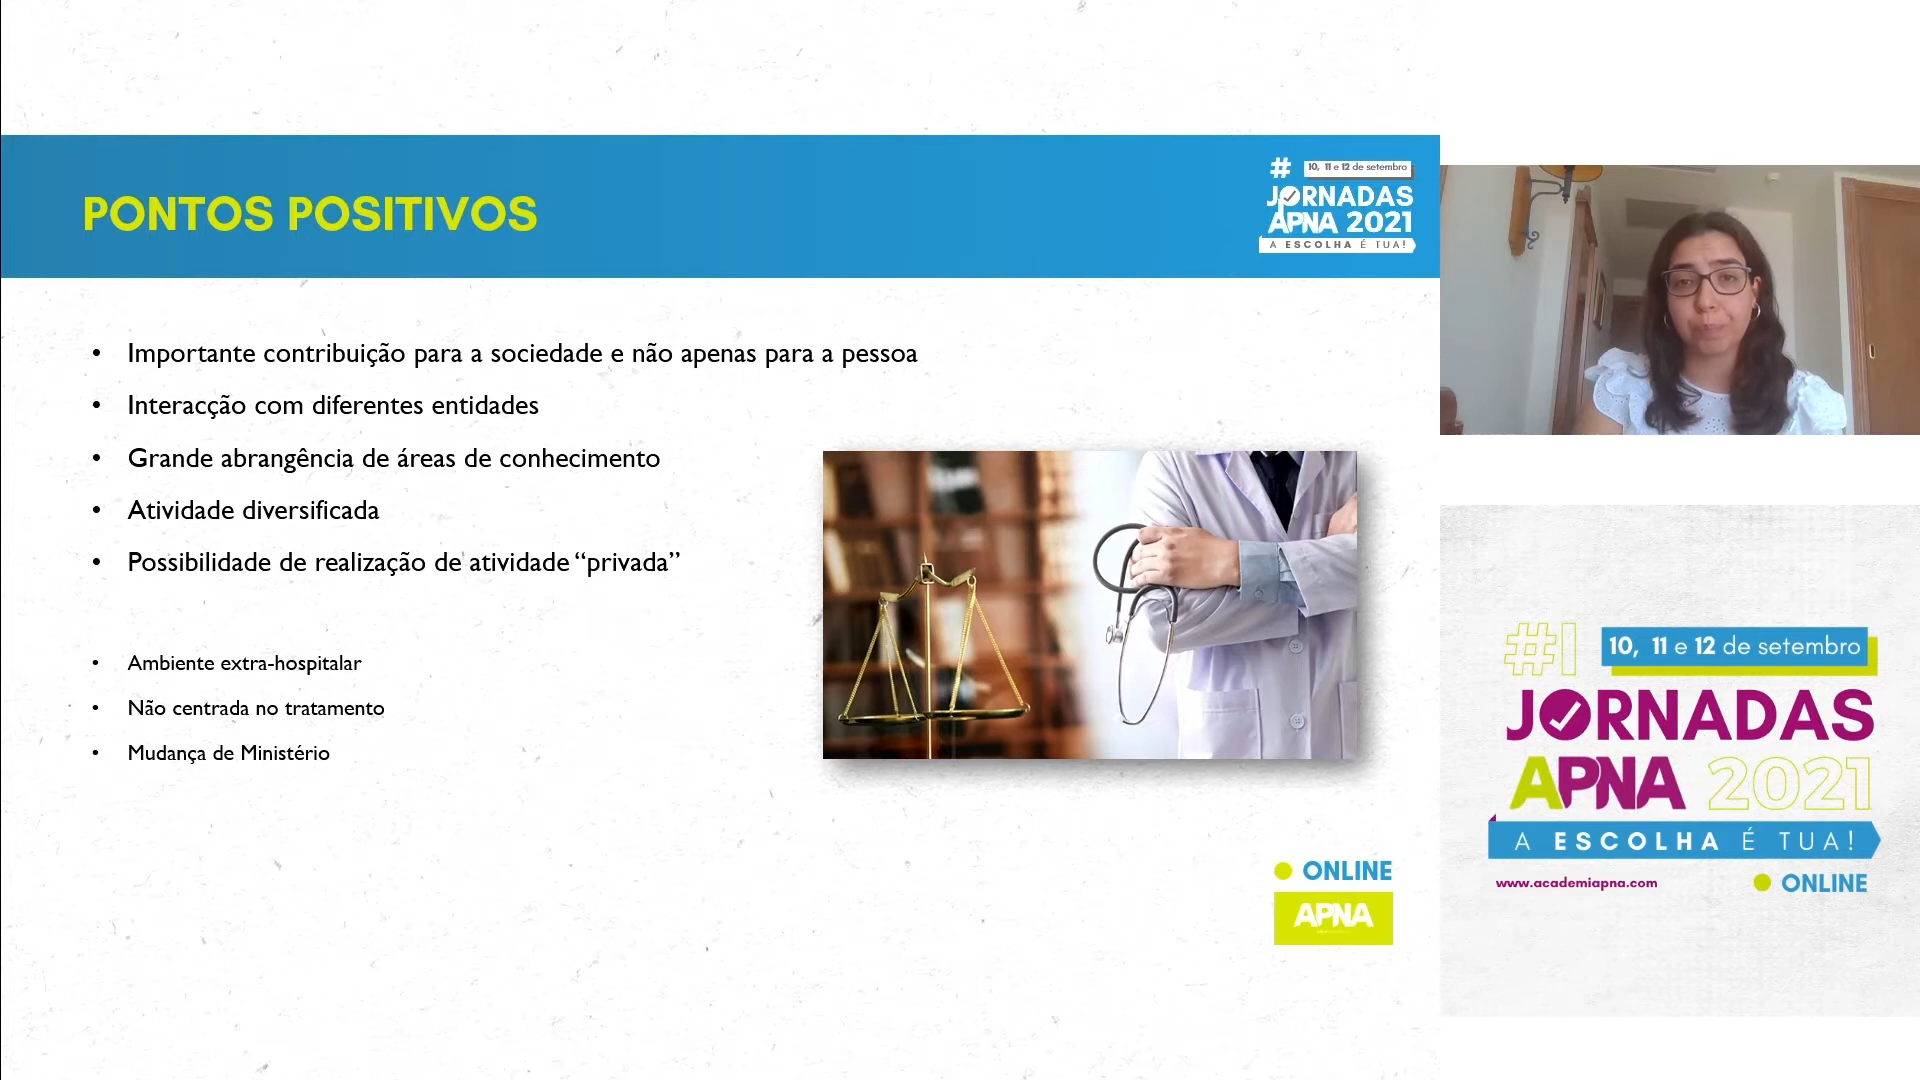 PONTOS POSITIVOS
# 10, 11 e 12 de setembro
JORNADAS
APNA 2021
A ESCOLHA É TUA!
• Importante contribuição para a sociedade e não apenas para a pessoa
• Interacção com diferentes entidades
• Grande abrangência de áreas de conhecimento
• Atividade diversificada
• Possibilidade de realização de atividade “privada”
• Ambiente extra-hospitalar
• Não centrada no tratamento
• Mudança de Ministério
ONLINE
APNA
#1 10, 11 e 12 de setembro
JORNADAS
APNA 2021
A ESCOLHA É TUA!
www.academiapna.com
ONLINE